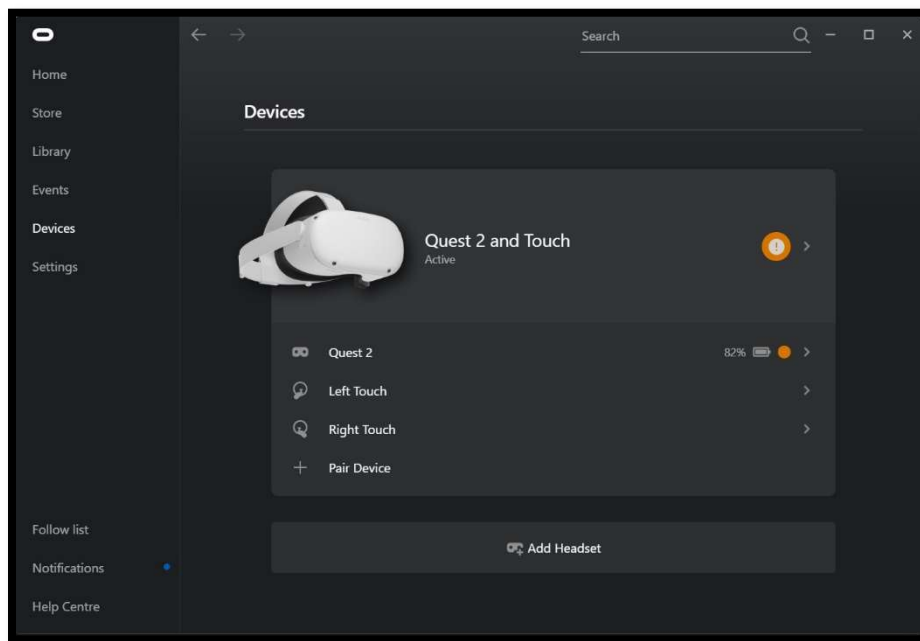 Search
Home
Store
Library
Events
Devices
Settings
Follow list
Notifications
Help Centre
Devices
Quest 2 and Touch
Active
Quest 2
82%
Left Touch
Right Touch
Pair Device
Add Headset